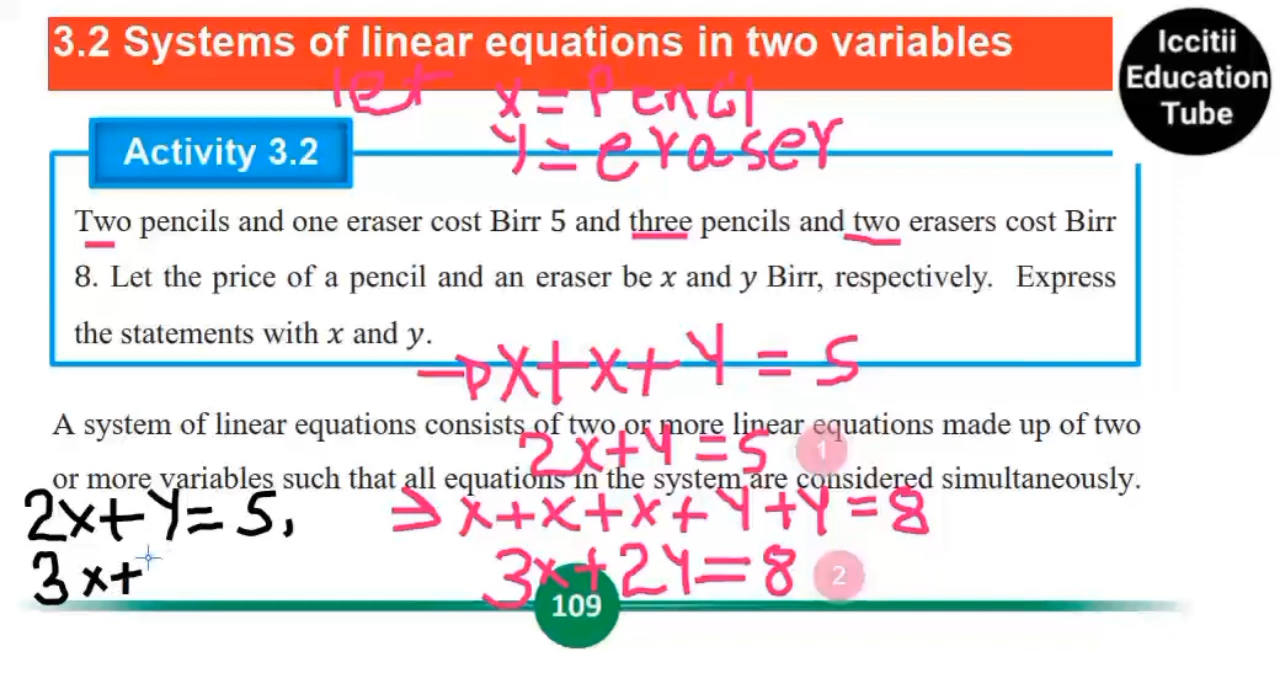 3.2 Systems of linear equations in two variables
Iccitii
Education
Tube
let x = Pencil
y = eraser
Activity 3.2
Two pencils and one eraser cost Birr 5 and three pencils and two erasers cost Birr
8. Let the price of a pencil and an eraser be x and y Birr, respectively. Express
the statements with x and y.
→ x + x + y = 5
A system of linear equations consists of two or more linear equations made up of two
2x + y = 5 1
or more variables such that all equations in the system are considered simultaneously.
2x + y = 5,
⇒ x + x + x + y + y = 8
3x +
3x + 2y = 8 2
109